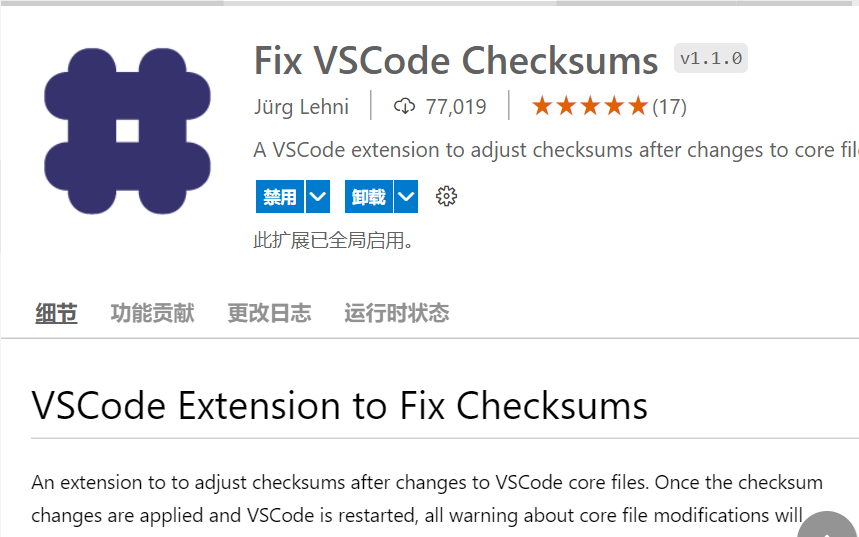 Fix VSCode Checksums v1.1.0
Jürg Lehni 77,019 (17)
A VSCode extension to adjust checksums after changes to core
禁用 卸载
此扩展已全局启用。
细节 功能贡献 更改日志 运行时状态
VSCode Extension to Fix Checksums
An extension to to adjust checksums after changes to VSCode core files. Once the checksum
changes are applied and VSCode is restarted, all warning about core file modifications will